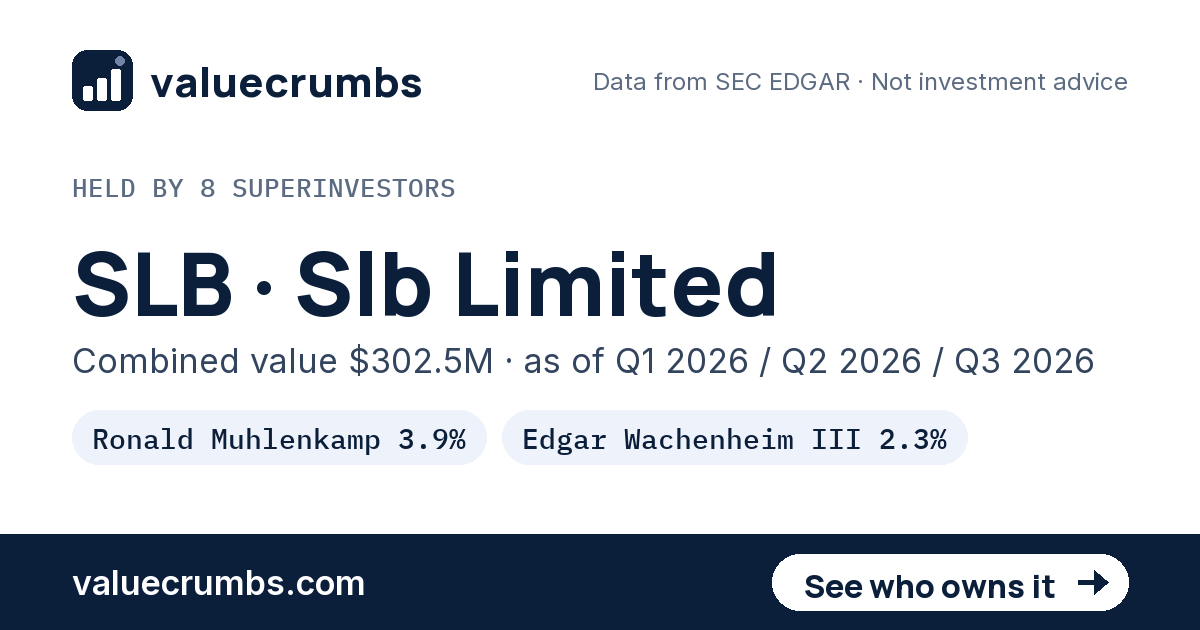 valuecrumbs
Data from SEC EDGAR · Not investment advice
HELD BY 8 SUPERINVESTORS
SLB · Slb Limited
Combined value $302.5M · as of Q1 2026 / Q2 2026 / Q3 2026
Ronald Muhlenkamp 3.9%
Edgar Wachenheim III 2.3%
valuecrumbs.com
See who owns it →